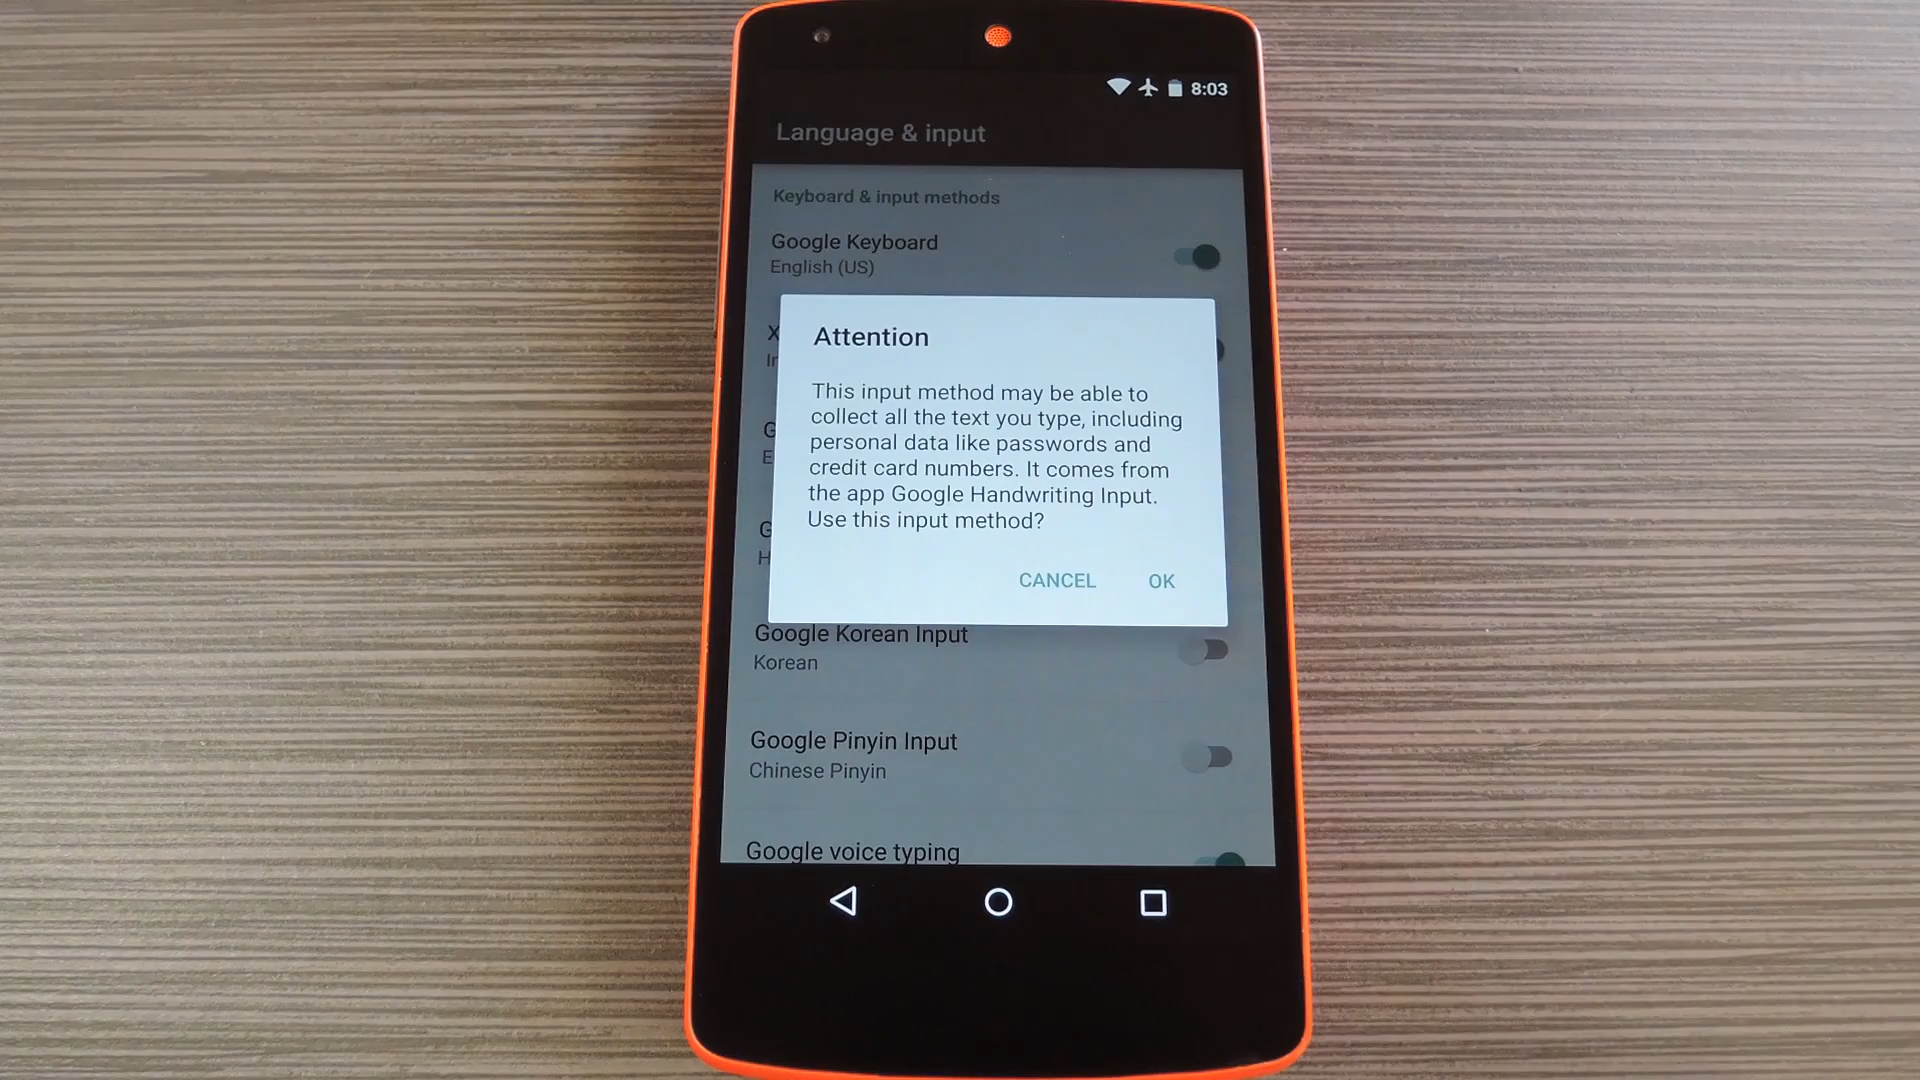 8:03
Language & input
Keyboard & input methods
Google Keyboard
English (US)
Attention
This input method may be able to
collect all the text you type, including
personal data like passwords and
credit card numbers. It comes from
the app Google Handwriting Input.
Use this input method?
CANCEL OK
Google Korean Input
Korean
Google Pinyin Input
Chinese Pinyin
Google voice typing